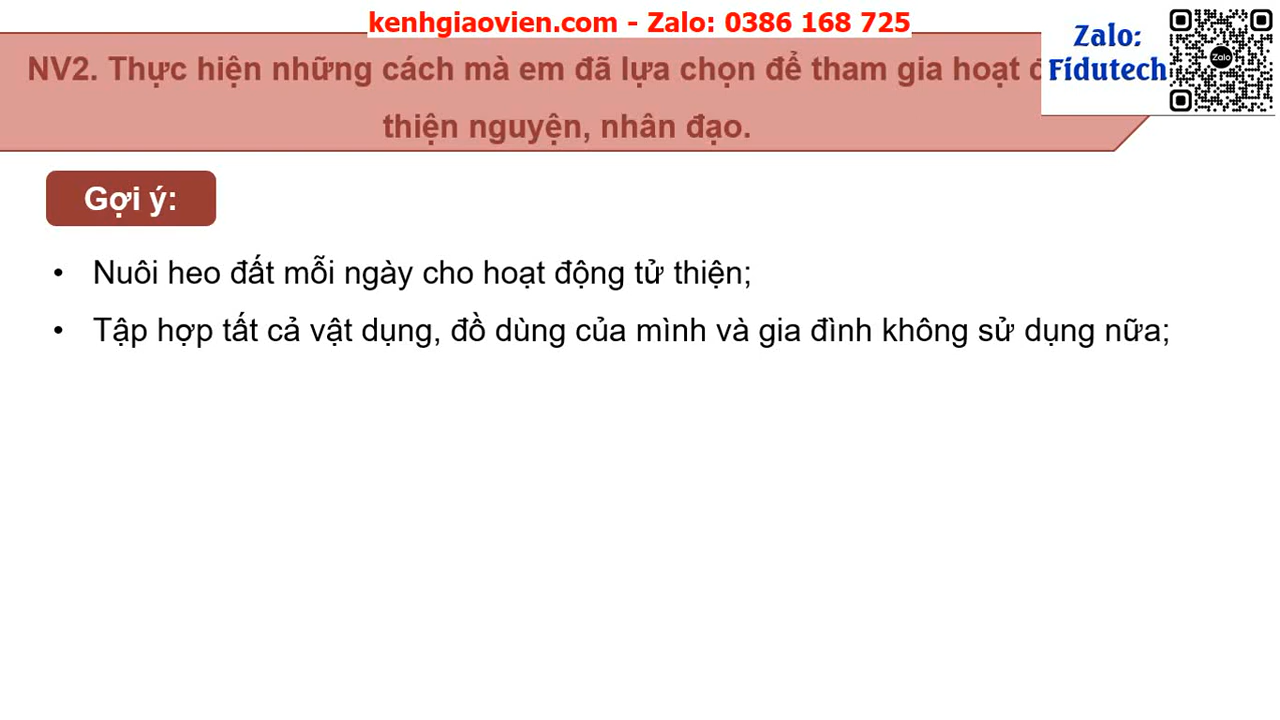 kenhgiaovien.com - Zalo: 0386 168 725
Zalo:
Fidutech
Zalo
NV2. Thực hiện những cách mà em đã lựa chọn để tham gia hoạt
thiện nguyện, nhân đạo.
Gợi ý:
• Nuôi heo đất mỗi ngày cho hoạt động từ thiện;
• Tập hợp tất cả vật dụng, đồ dùng của mình và gia đình không sử dụng nữa;